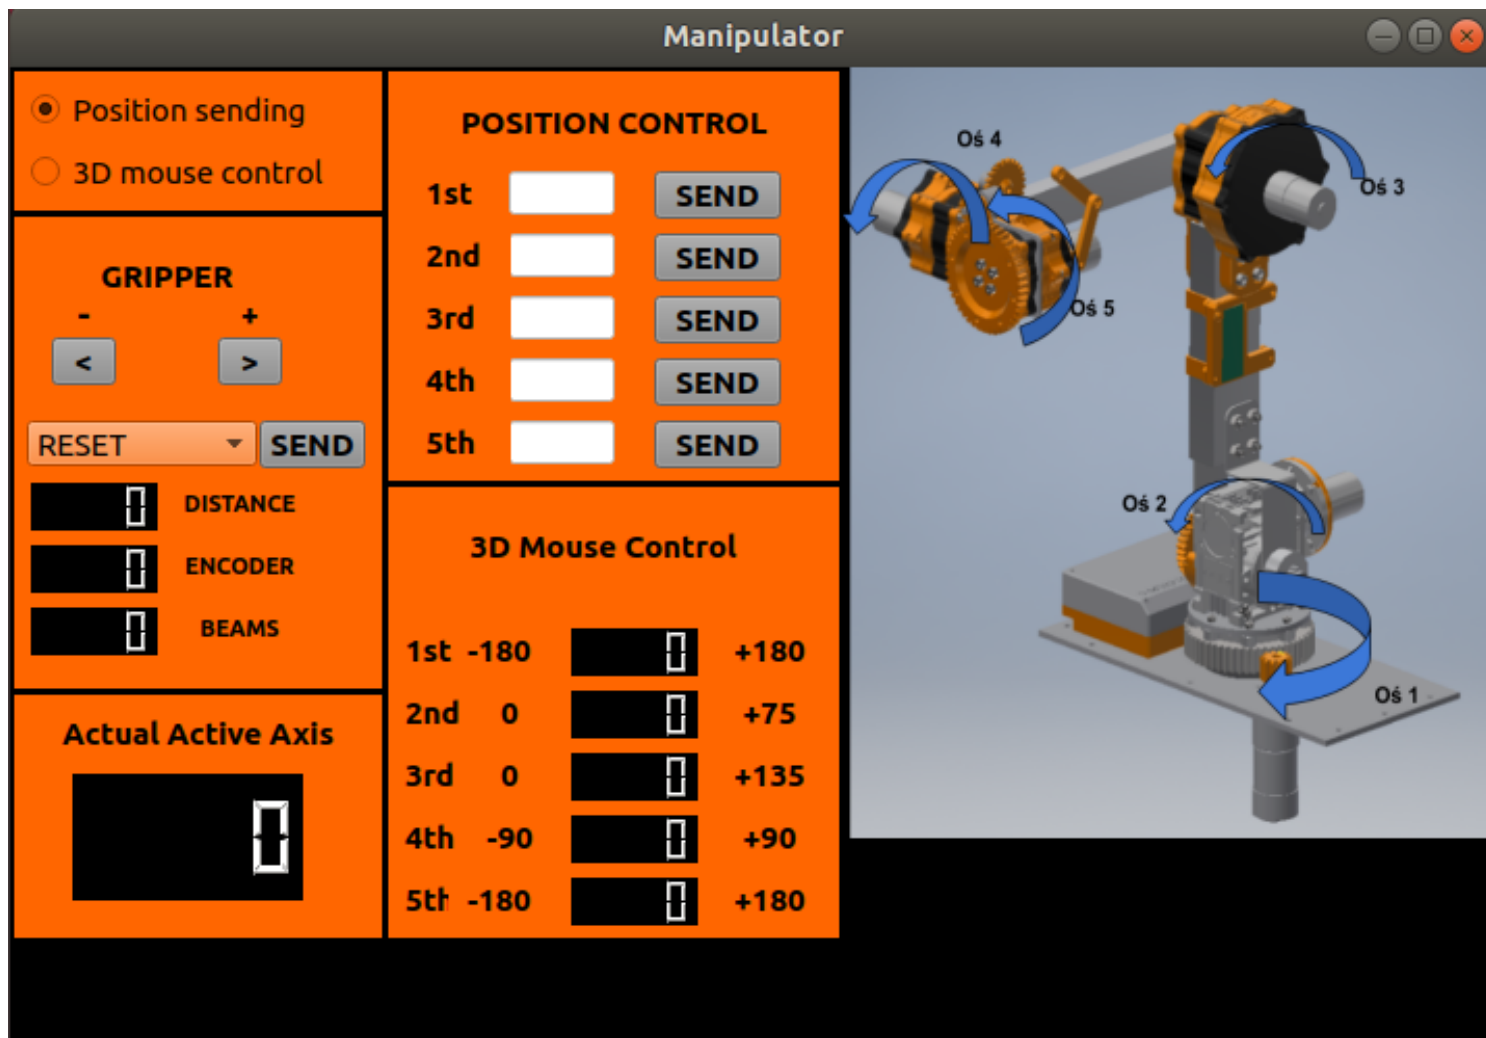 Manipulator
Position sending
3D mouse control
GRIPPER
- +
< >
RESET SEND
0 DISTANCE
0 ENCODER
0 BEAMS
Actual Active Axis
0
POSITION CONTROL
1st SEND
2nd SEND
3rd SEND
4th SEND
5th SEND
3D Mouse Control
1st -180 0 +180
2nd 0 0 +75
3rd 0 0 +135
4th -90 0 +90
5th -180 0 +180
Oś 4
Oś 3
Oś 5
Oś 2
Oś 1